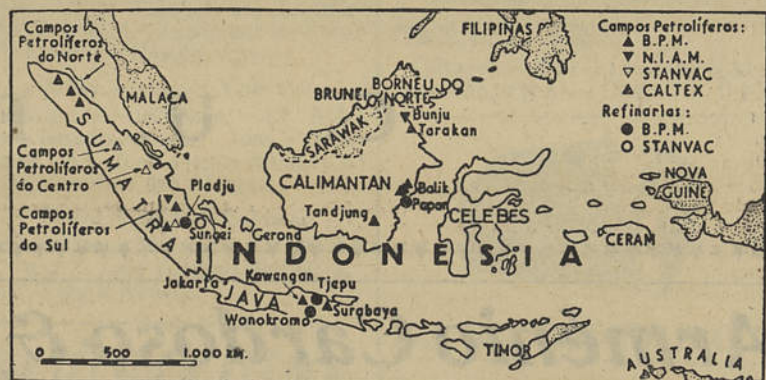 Campos
Petrolíferos
do Norte
MALACA
SUMATRA
Campos
Petrolíferos
do Centro
Campos
Petrolíferos
do Sul
Pladju
Sungei
Gerong
FILIPINAS
BRUNEI
BORNEU DO
NORTE
SARAWAK
Bunju
Tarakan
CALIMANTAN
Balik
Papan
Tandjung
CELEBES
Campos Petrolíferos:
B.P.M.
N.I.A.M.
STANVAC
CALTEX
Refinarias:
B.P.M.
STANVAC
NOVA
GUINÉ
CERAM
INDONESIA
Jakarta
JAVA
Kawengan
Tjepu
Surabaya
Wonokromo
TIMOR
AUSTRALIA
0 500 1.000 KM.